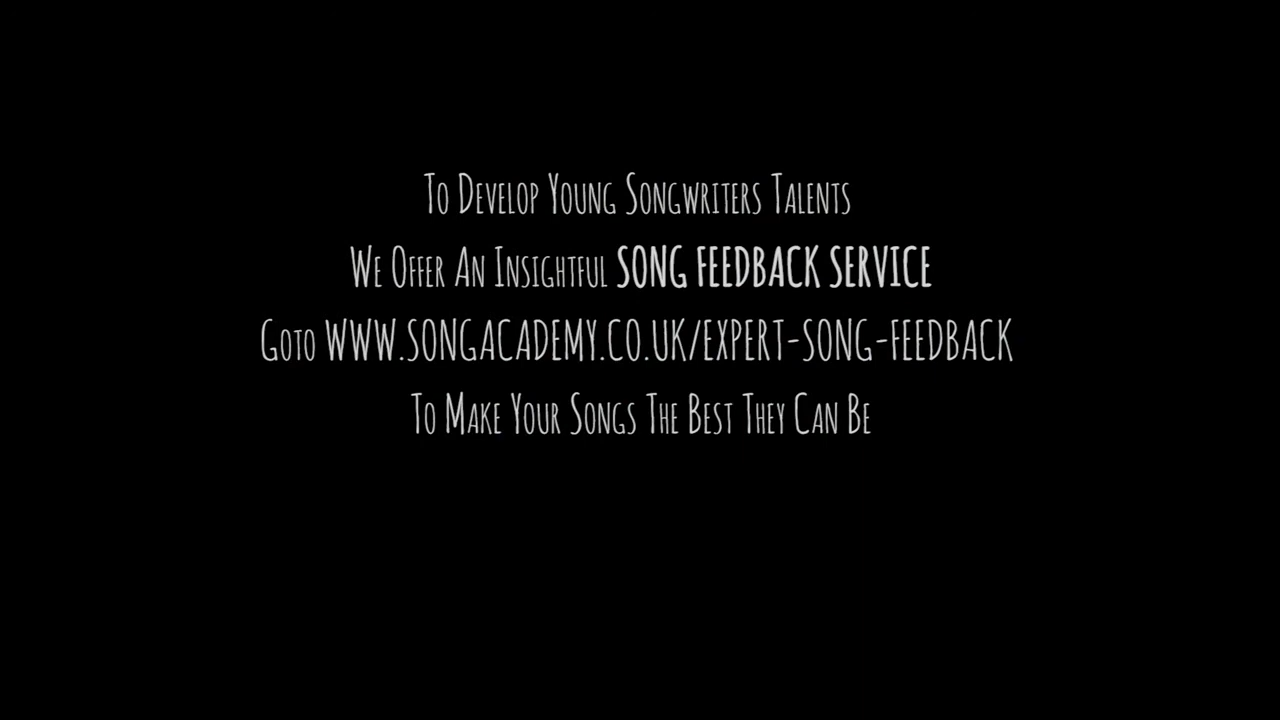 To Develop Young Songwriters Talents
We Offer An Insightful SONG FEEDBACK SERVICE
Goto WWW.SONGACADEMY.CO.UK/EXPERT-SONG-FEEDBACK
To Make Your Songs The Best They Can Be